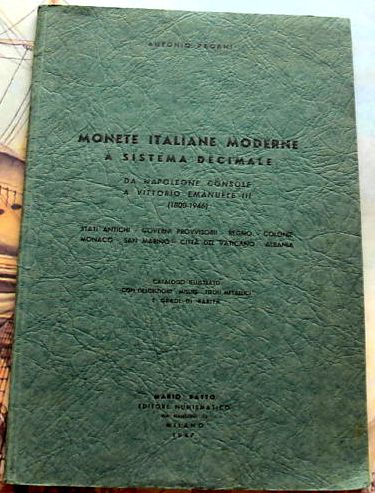 ANTONIO PAGANI
MONETE ITALIANE MODERNE
A SISTEMA DECIMALE
DA NAPOLEONE CONSOLE
A VITTORIO EMANUELE III
(1800-1946)
STATI ANTICHI - GOVERNI PROVVISORII - REGNO - COLONIE
MONACO - SAN MARINO - CITTÀ DEL VATICANO - ALBANIA
CATALOGO ILLUSTRATO
CON DESCRIZIONI - MISURE - TITOLI METALLICI
E GRADI DI RARITÀ
MARIO RATTO
EDITORE NUMISMATICO
MILANO
1947